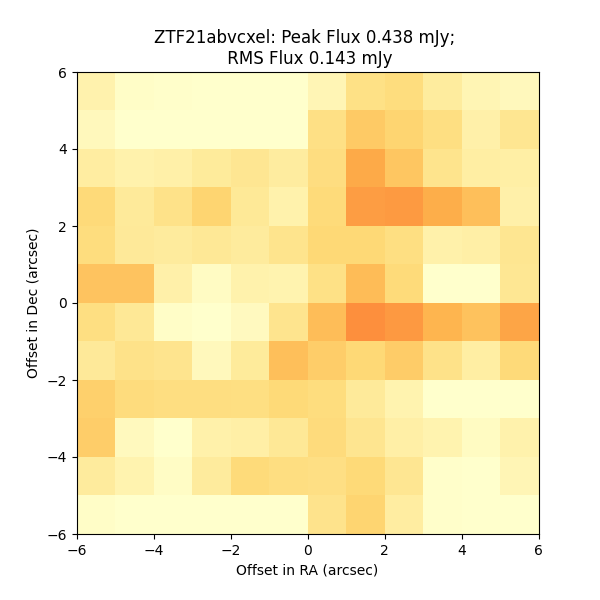 ZTF21abvcxel: Peak Flux 0.438 mJy;
RMS Flux 0.143 mJy
6
4
2
0
−2
−4
−6
Offset in Dec (arcsec)
−6 −4 −2 0 2 4 6
Offset in RA (arcsec)